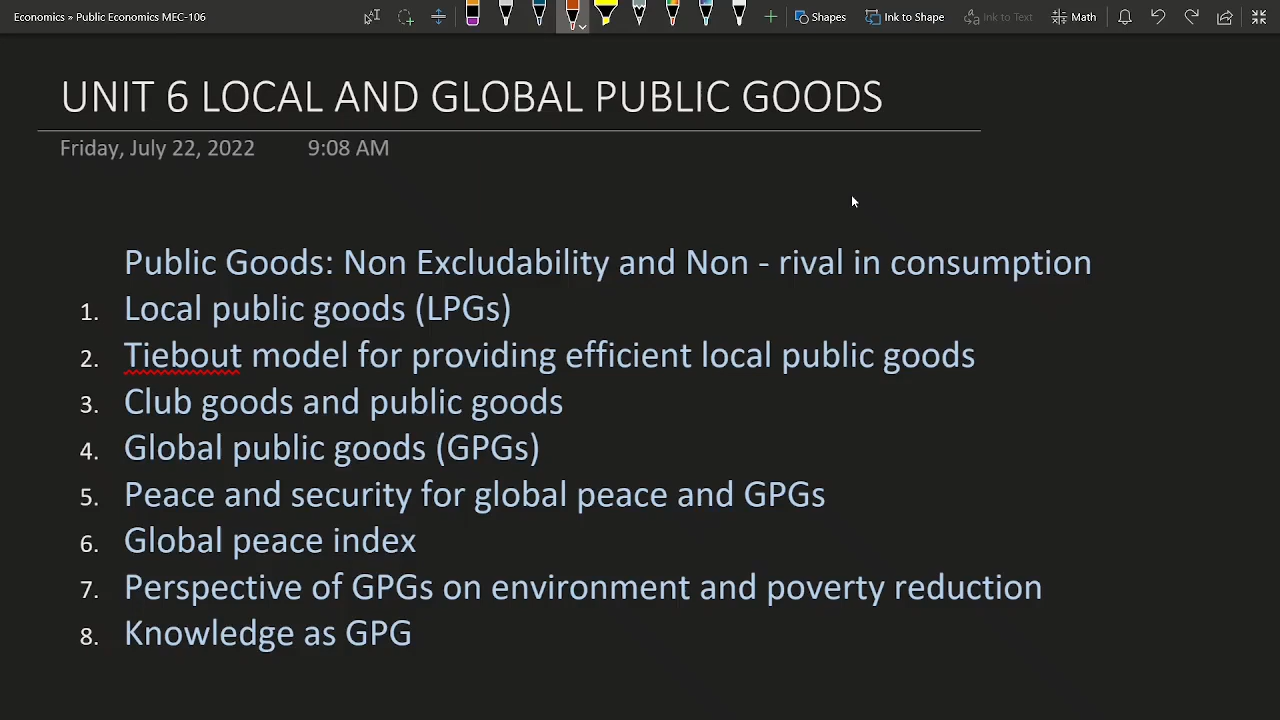 Economics » Public Economics MEC-106
Shapes
Ink to Shape
Ink to Text
Math
UNIT 6 LOCAL AND GLOBAL PUBLIC GOODS
Friday, July 22, 2022 9:08 AM
Public Goods: Non Excludability and Non - rival in consumption
1. Local public goods (LPGs)
2. Tiebout model for providing efficient local public goods
3. Club goods and public goods
4. Global public goods (GPGs)
5. Peace and security for global peace and GPGs
6. Global peace index
7. Perspective of GPGs on environment and poverty reduction
8. Knowledge as GPG